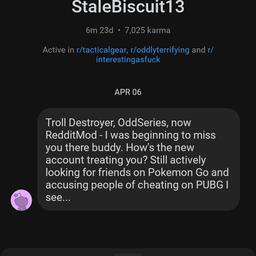 StaleBiscuit13
6m 23d • 7,025 karma
Active in r/tacticalgear, r/oddlyterrifying and r/
interestingasfuck
APR 06
Troll Destroyer, OddSeries, now
RedditMod - I was beginning to miss
you there buddy. How's the new
account treating you? Still actively
looking for friends on Pokemon Go and
accusing people of cheating on PUBG I
see...